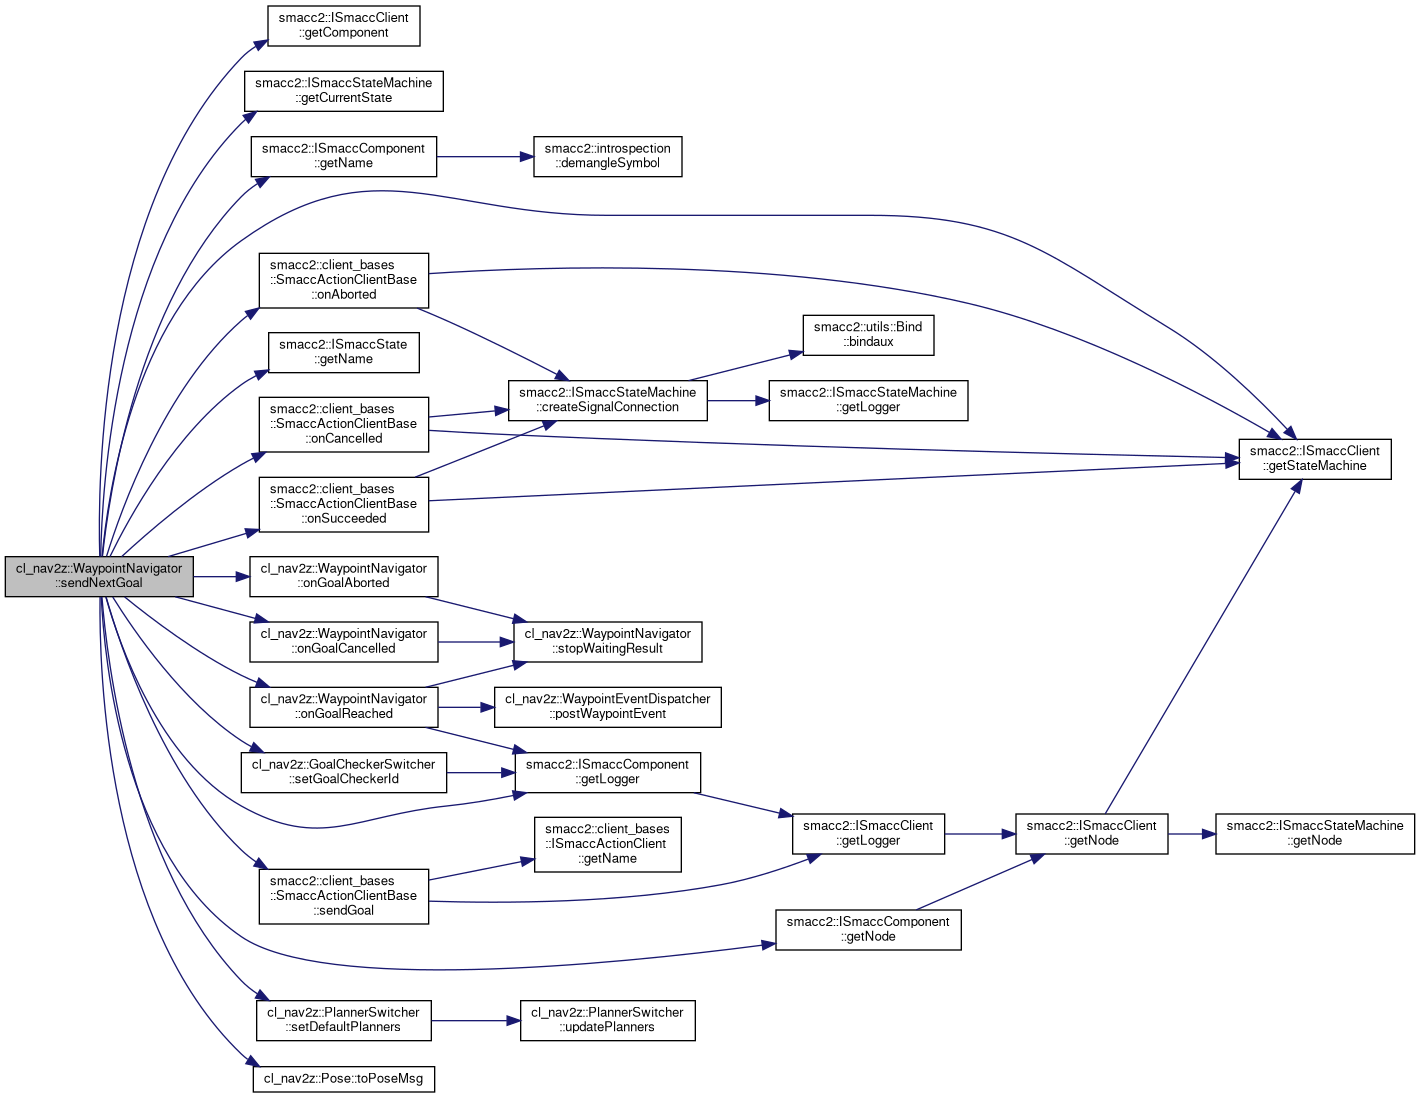 smacc2::ISmaccClient
::getComponent
smacc2::ISmaccStateMachine
::getCurrentState
smacc2::ISmaccComponent
::getName
smacc2::introspection
::demangleSymbol
smacc2::client_bases
::SmaccActionClientBase
::onAborted
smacc2::ISmaccState
::getName
smacc2::utils::Bind
::bindaux
smacc2::client_bases
::SmaccActionClientBase
::onCancelled
smacc2::ISmaccStateMachine
::createSignalConnection
smacc2::ISmaccStateMachine
::getLogger
smacc2::ISmaccClient
::getStateMachine
smacc2::client_bases
::SmaccActionClientBase
::onSucceeded
cl_nav2z::WaypointNavigator
::sendNextGoal
cl_nav2z::WaypointNavigator
::onGoalAborted
cl_nav2z::WaypointNavigator
::onGoalCancelled
cl_nav2z::WaypointNavigator
::stopWaitingResult
cl_nav2z::WaypointNavigator
::onGoalReached
cl_nav2z::WaypointEventDispatcher
::postWaypointEvent
cl_nav2z::GoalCheckerSwitcher
::setGoalCheckerId
smacc2::ISmaccComponent
::getLogger
smacc2::client_bases
::ISmaccActionClient
::getName
smacc2::ISmaccClient
::getLogger
smacc2::ISmaccClient
::getNode
smacc2::ISmaccStateMachine
::getNode
smacc2::client_bases
::SmaccActionClientBase
::sendGoal
smacc2::ISmaccComponent
::getNode
cl_nav2z::PlannerSwitcher
::setDefaultPlanners
cl_nav2z::PlannerSwitcher
::updatePlanners
cl_nav2z::Pose::toPoseMsg